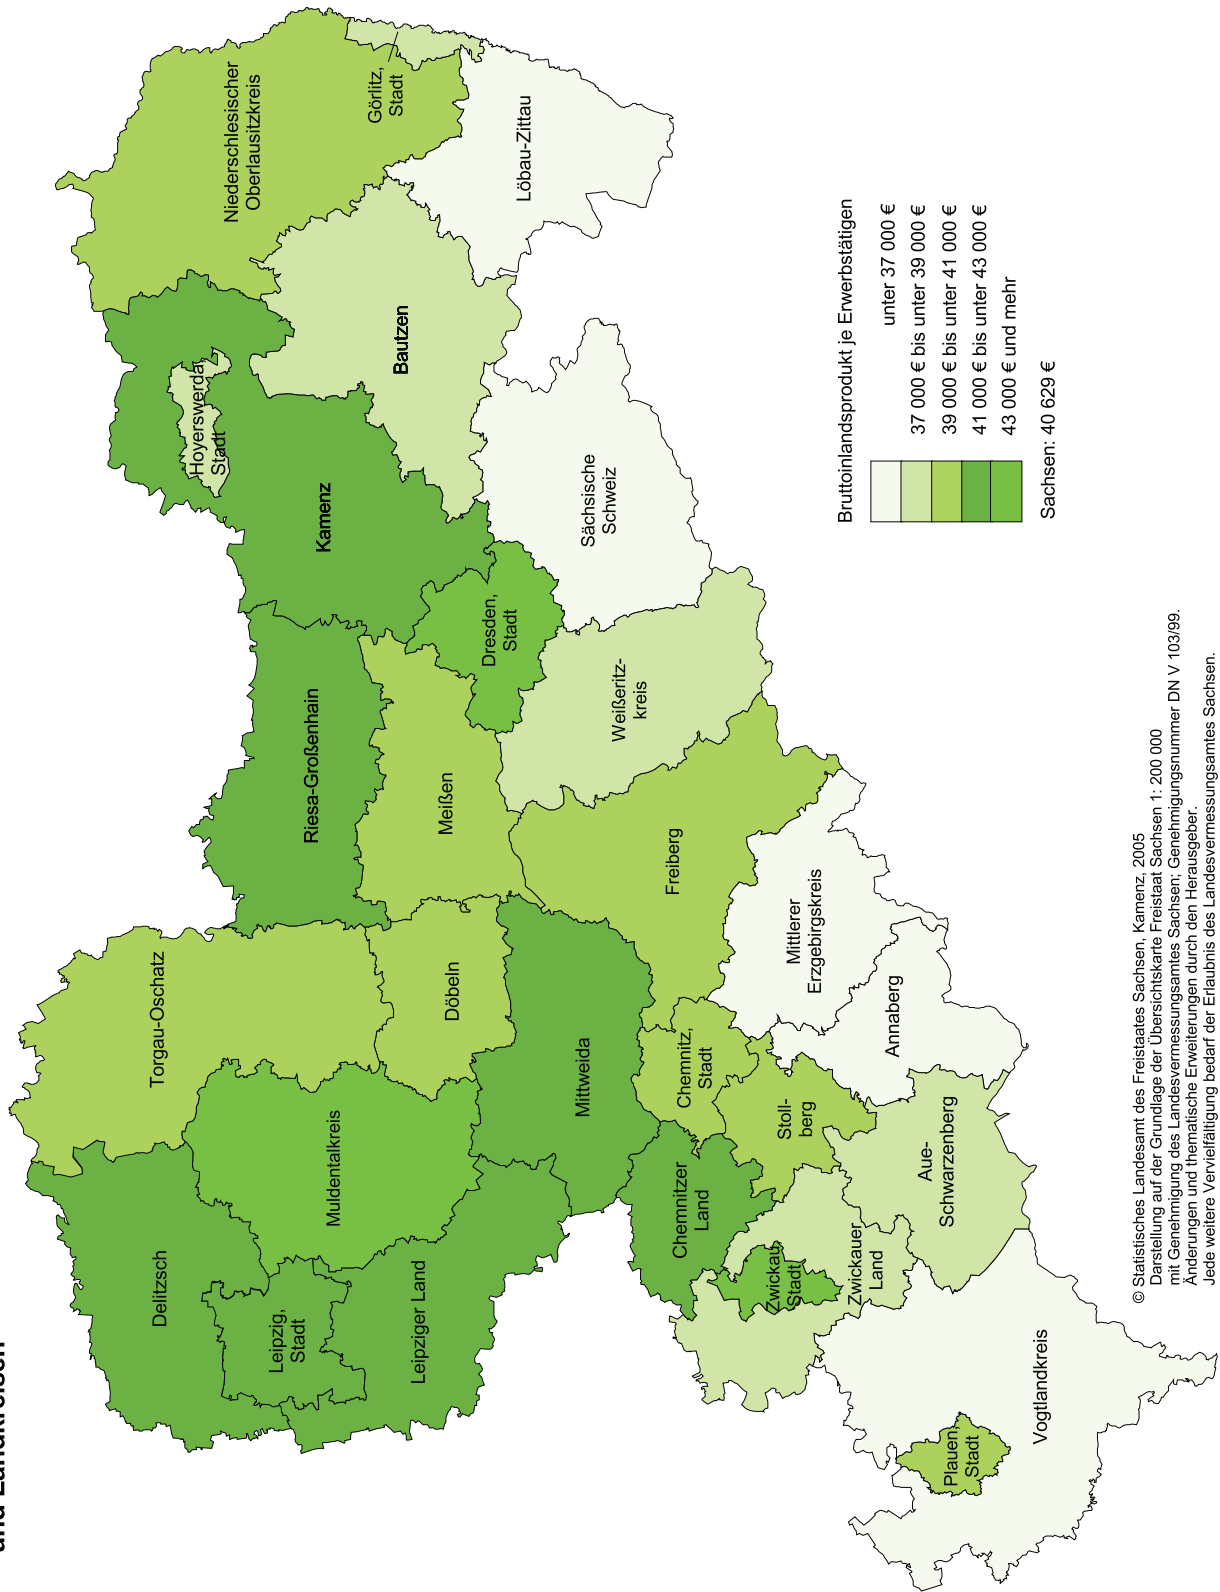 und Landkreisen
Niederschlesischer
Oberlausitzkreis
Görlitz,
Stadt
Löbau-Zittau
Hoyerswerda
Stadt
Bautzen
Kamenz
Sächsische
Schweiz
Dresden,
Stadt
Riesa-Großenhain
Meißen
Weißeritz-
kreis
Freiberg
Torgau-Oschatz
Döbeln
Mittweida
Mittlerer
Erzgebirgskreis
Annaberg
Chemnitz,
Stadt
Stoll-
berg
Aue-
Schwarzenberg
Muldentalkreis
Delitzsch
Leipzig,
Stadt
Leipziger Land
Chemnitzer
Land
Zwickau,
Stadt
Zwickauer
Land
Vogtlandkreis
Plauen,
Stadt
Bruttoinlandsprodukt je Erwerbstätigen
unter 37 000 €
37 000 € bis unter 39 000 €
39 000 € bis unter 41 000 €
41 000 € bis unter 43 000 €
43 000 € und mehr
Sachsen: 40 629 €
© Statistisches Landesamt des Freistaates Sachsen, Kamenz, 2005
Darstellung auf der Grundlage der Übersichtskarte Freistaat Sachsen 1: 200 000
mit Genehmigung des Landesvermessungsamtes Sachsen; Genehmigungsnummer DN V 103/99.
Änderungen und thematische Erweiterungen durch den Herausgeber.
Jede weitere Vervielfältigung bedarf der Erlaubnis des Landesvermessungsamtes Sachsen.